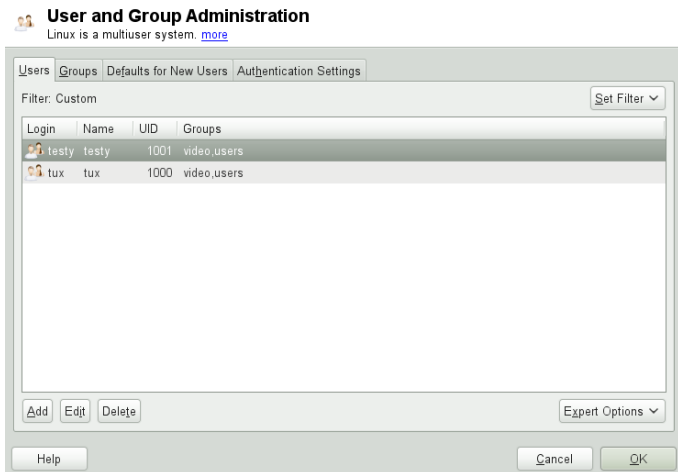 User and Group Administration
Linux is a multiuser system. more
Users Groups Defaults for New Users Authentication Settings
Filter: Custom Set Filter
Login Name UID Groups
testy testy 1001 video,users
tux tux 1000 video,users
Add Edit Delete Expert Options
Help Cancel OK